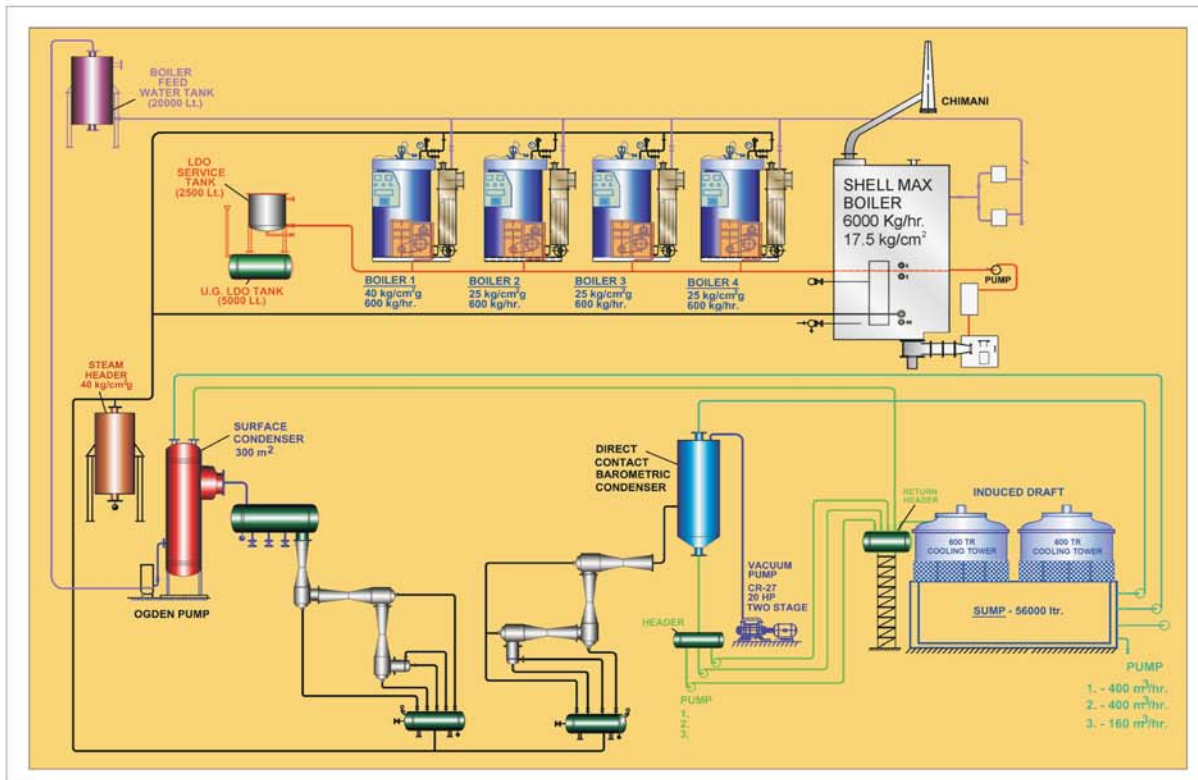 BOILER
FEED
WATER TANK
(20000 Lt.)
CHIMANI
LDO
SERVICE
TANK
(2500 Lt.)
U.G. LDO TANK
(5000 Lt.)
BOILER 1
40 kg/cm²g
600 kg/hr.
BOILER 2
25 kg/cm²g
600 kg/hr.
BOILER 3
25 kg/cm²g
600 kg/hr.
BOILER 4
25 kg/cm²g
600 kg/hr.
SHELL MAX
BOILER
6000 Kg/hr.
17.5 kg/cm²
PUMP
STEAM
HEADER
40 kg/cm²g
SURFACE
CONDENSER
300 m²
OGDEN PUMP
DIRECT
CONTACT
BAROMETRIC
CONDENSER
VACUUM
PUMP
CR-27
20 HP
TWO STAGE
HEADER
PUMP
1.
2.
3.
RETURN
HEADER
INDUCED DRAFT
600 TR
COOLING TOWER
600 TR
COOLING TOWER
SUMP - 56000 ltr.
PUMP
1. - 400 m³/hr.
2. - 400 m³/hr.
3. - 160 m³/hr.